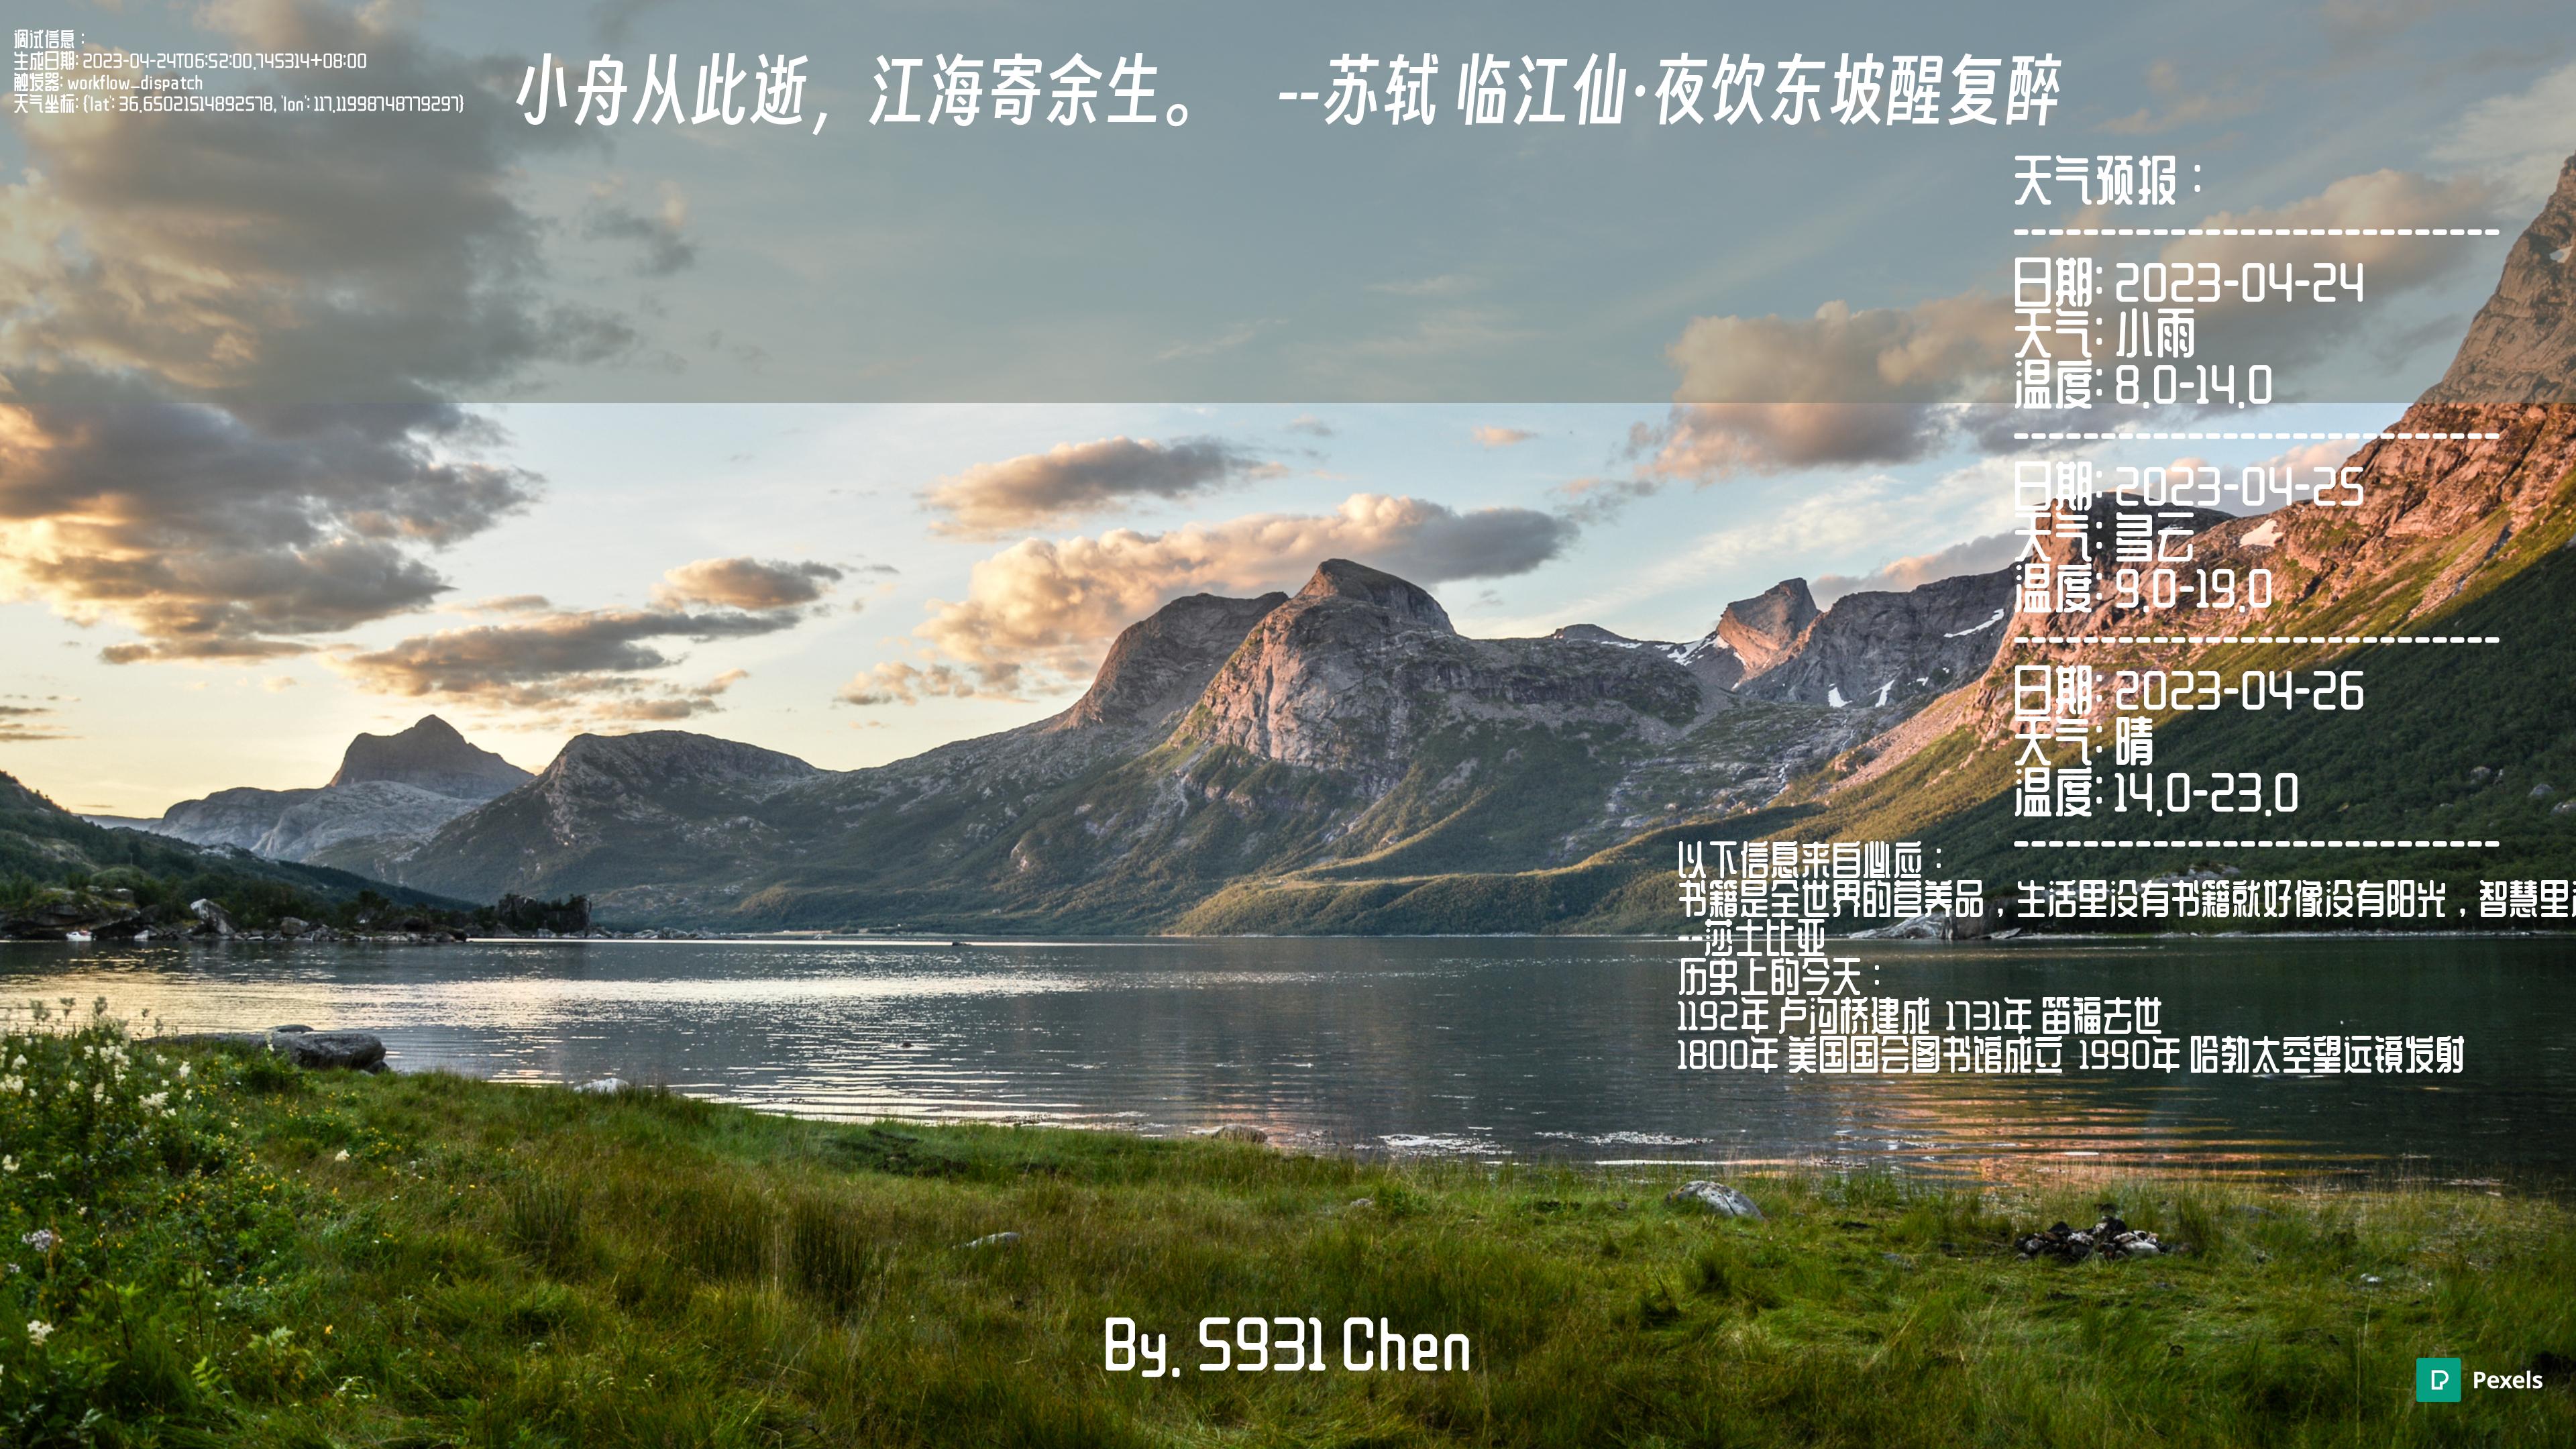 调试信息：
生成日期: 2023-04-24T06:52:00.745314+08:00
触发器: workflow_dispatch
天气坐标: {'lat': 36.65021514892578, 'lon': 117.11998748779297}
小舟从此逝，江海寄余生。 --苏轼 临江仙·夜饮东坡醒复醉
天气预报：
----------------------------
日期: 2023-04-24
天气: 小雨
温度: 8.0-14.0
----------------------------
日期: 2023-04-25
天气: 多云
温度: 9.0-19.0
----------------------------
日期: 2023-04-26
天气: 晴
温度: 14.0-23.0
----------------------------
以下信息来自必应：
书籍是全世界的营养品，生活里没有书籍就好像没有阳光，智慧里
--莎士比亚
历史上的今天：
1192年 卢沟桥建成 1731年 笛福去世
1800年 美国国会图书馆成立 1990年 哈勃太空望远镜发射
By. S931 Chen
Pexels